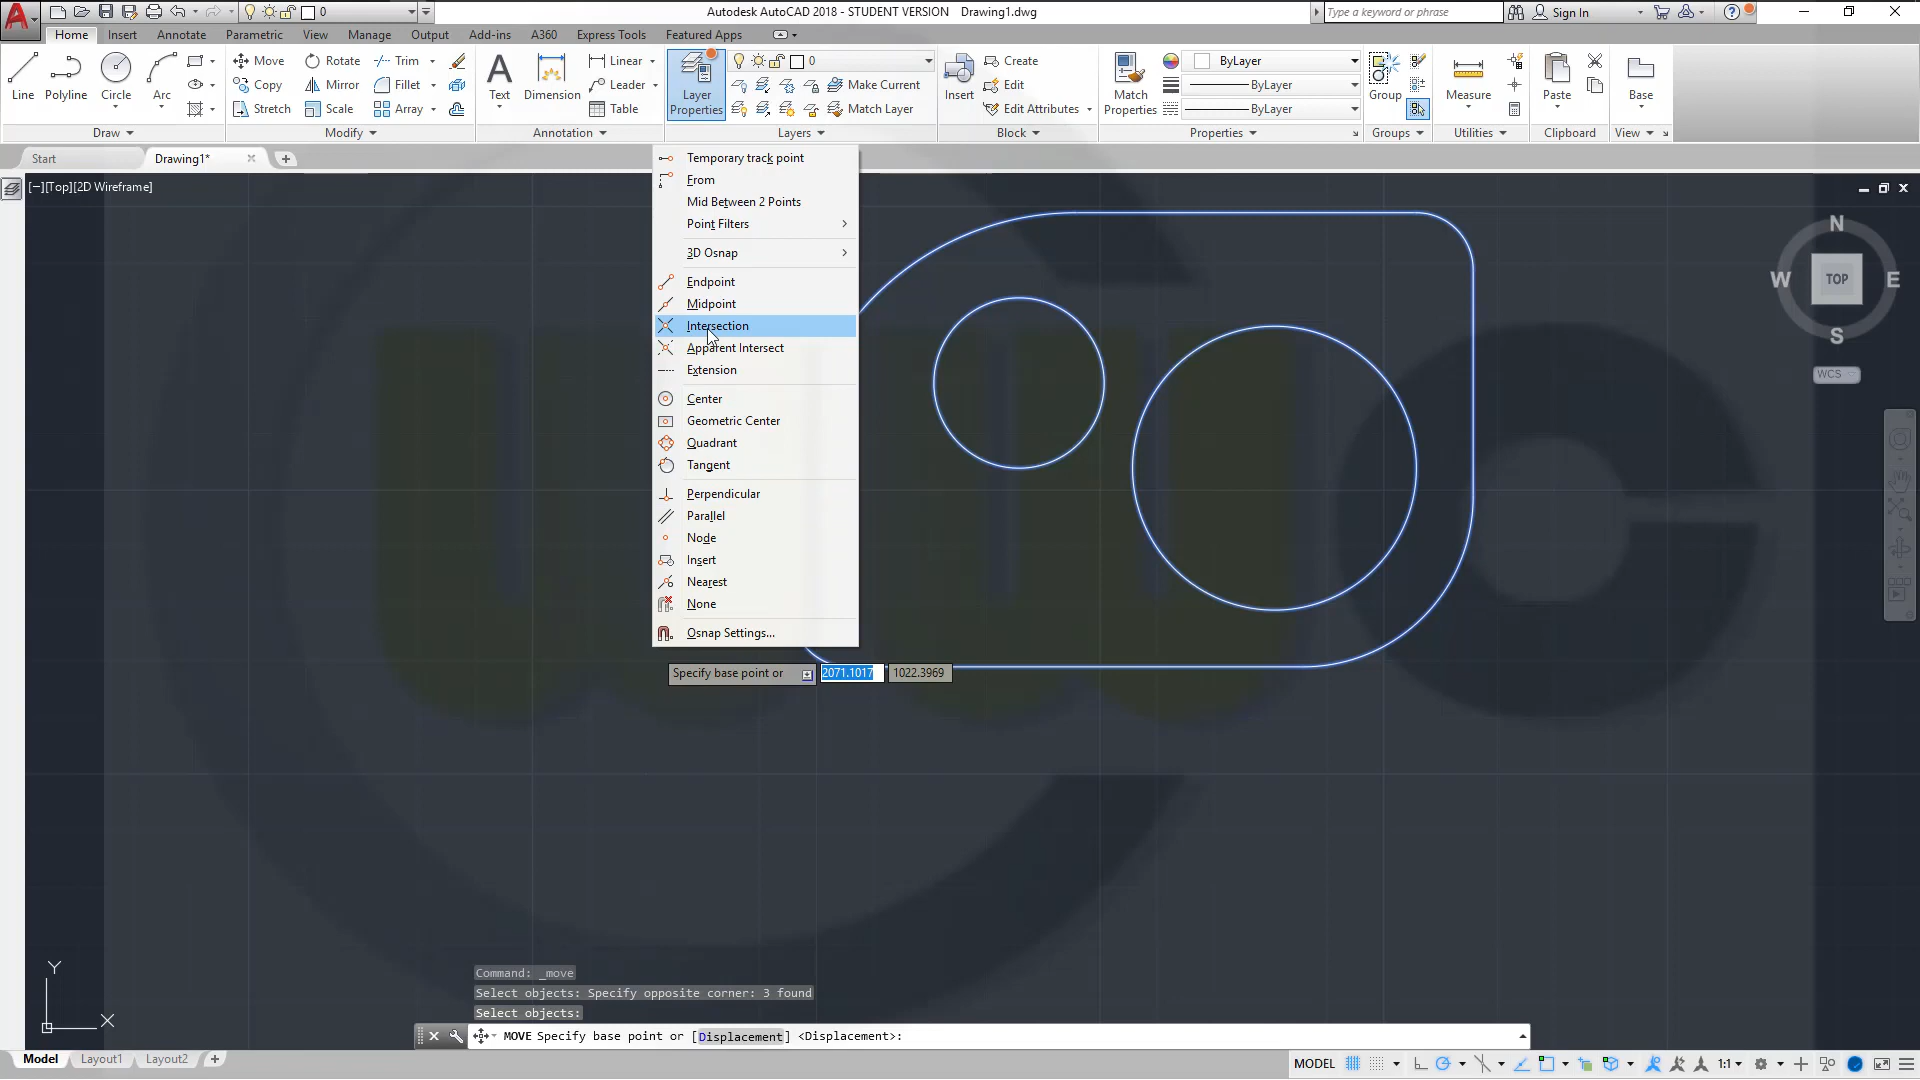 Autodesk AutoCAD 2018 - STUDENT VERSION Drawing1.dwg
0
Type a keyword or phrase
Sign In
Home Insert Annotate Parametric View Manage Output Add-ins A360 Express Tools Featured Apps
Line Polyline Circle Arc
Move Rotate Trim
Copy Mirror Fillet
Stretch Scale Array
Text Dimension
Linear
Leader
Table
Layer Properties
0
Make Current
Match Layer
Insert
Create
Edit
Edit Attributes
Match Properties
ByLayer
ByLayer
ByLayer
Group
Measure
Paste
Base
Draw Modify Annotation Layers Block Properties Groups Utilities Clipboard View
Start Drawing1*
[−][Top][2D Wireframe]
Temporary track point
From
Mid Between 2 Points
Point Filters
3D Osnap
Endpoint
Midpoint
Intersection
Apparent Intersect
Extension
Center
Geometric Center
Quadrant
Tangent
Perpendicular
Parallel
Node
Insert
Nearest
None
Osnap Settings...
N
W TOP E
S
WCS
Specify base point or 2071.1017 1022.3969
Y
X
Command: _move
Select objects: Specify opposite corner: 3 found
Select objects:
MOVE Specify base point or [Displacement] <Displacement>:
Model Layout1 Layout2
MODEL 1:1